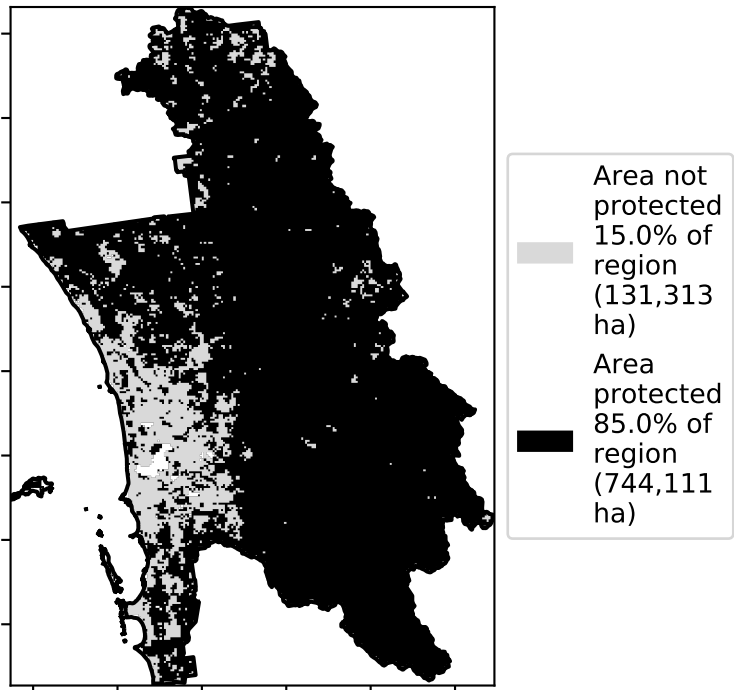 Area not
protected
15.0% of
region
(131,313
ha)
Area
protected
85.0% of
region
(744,111
ha)